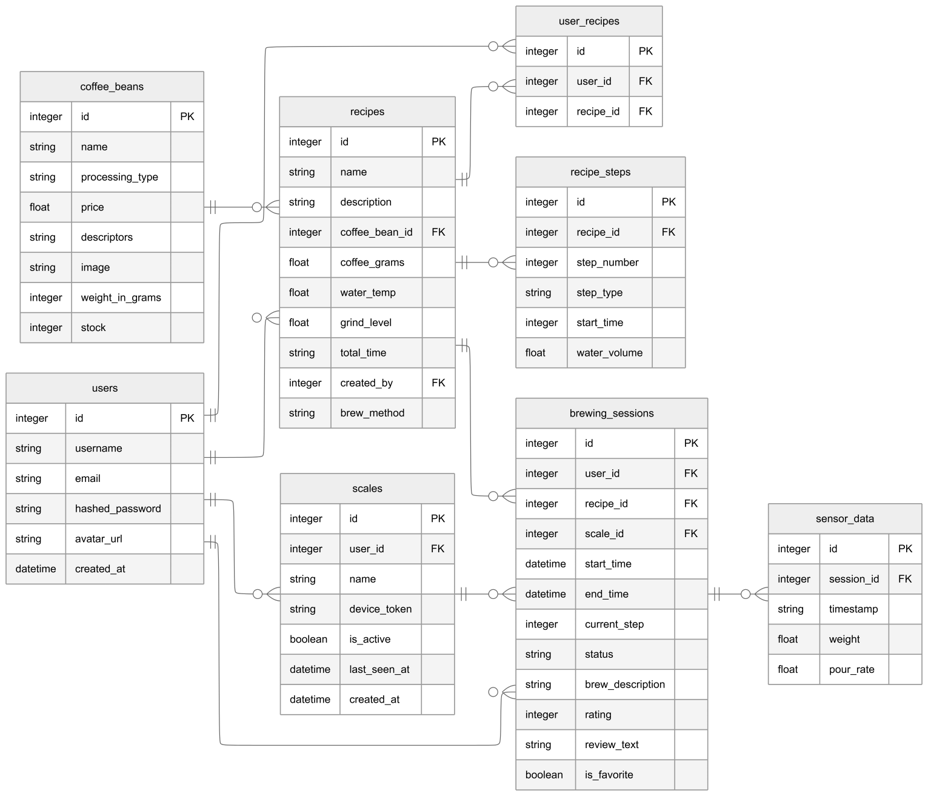 user_recipes
integer id PK
integer user_id FK
integer recipe_id FK
coffee_beans
integer id PK
string name
string processing_type
float price
string descriptors
string image
integer weight_in_grams
integer stock
recipes
integer id PK
string name
string description
integer coffee_bean_id FK
float coffee_grams
float water_temp
float grind_level
string total_time
integer created_by FK
string brew_method
recipe_steps
integer id PK
integer recipe_id FK
integer step_number
string step_type
integer start_time
float water_volume
users
integer id PK
string username
string email
string hashed_password
string avatar_url
datetime created_at
scales
integer id PK
integer user_id FK
string name
string device_token
boolean is_active
datetime last_seen_at
datetime created_at
brewing_sessions
integer id PK
integer user_id FK
integer recipe_id FK
integer scale_id FK
datetime start_time
datetime end_time
integer current_step
string status
string brew_description
integer rating
string review_text
boolean is_favorite
sensor_data
integer id PK
integer session_id FK
string timestamp
float weight
float pour_rate